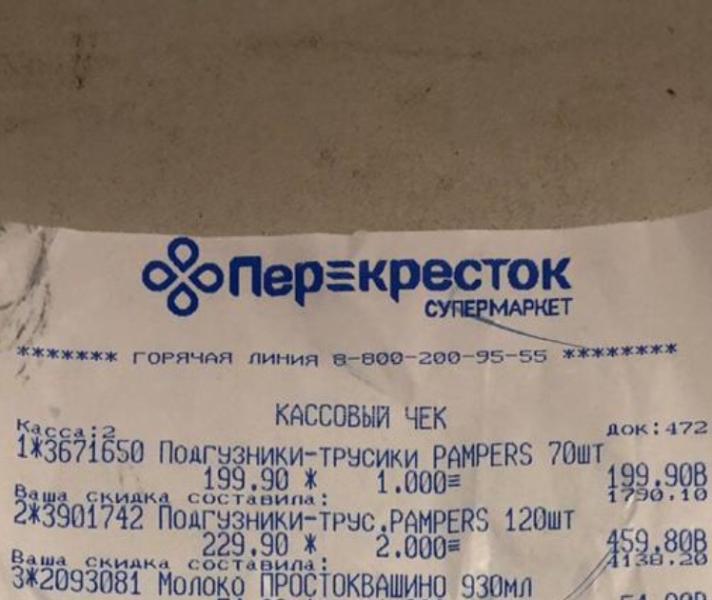 Перекресток
СУПЕРМАРКЕТ
******* ГОРЯЧАЯ ЛИНИЯ 8-800-200-95-55 ********
КАССОВЫЙ ЧЕК
Касса:2 док:472
1*3671650 Подгузники-трусики PAMPERS 70шт
199.90 * 1.000= 199.90В
Ваша скидка составила: 1790.10
2*3901742 Подгузники-трус.PAMPERS 120шт
229.90 * 2.000= 459.80В
Ваша скидка составила: 4138.20
3*2093081 Молоко ПРОСТОКВАШИНО 930мл